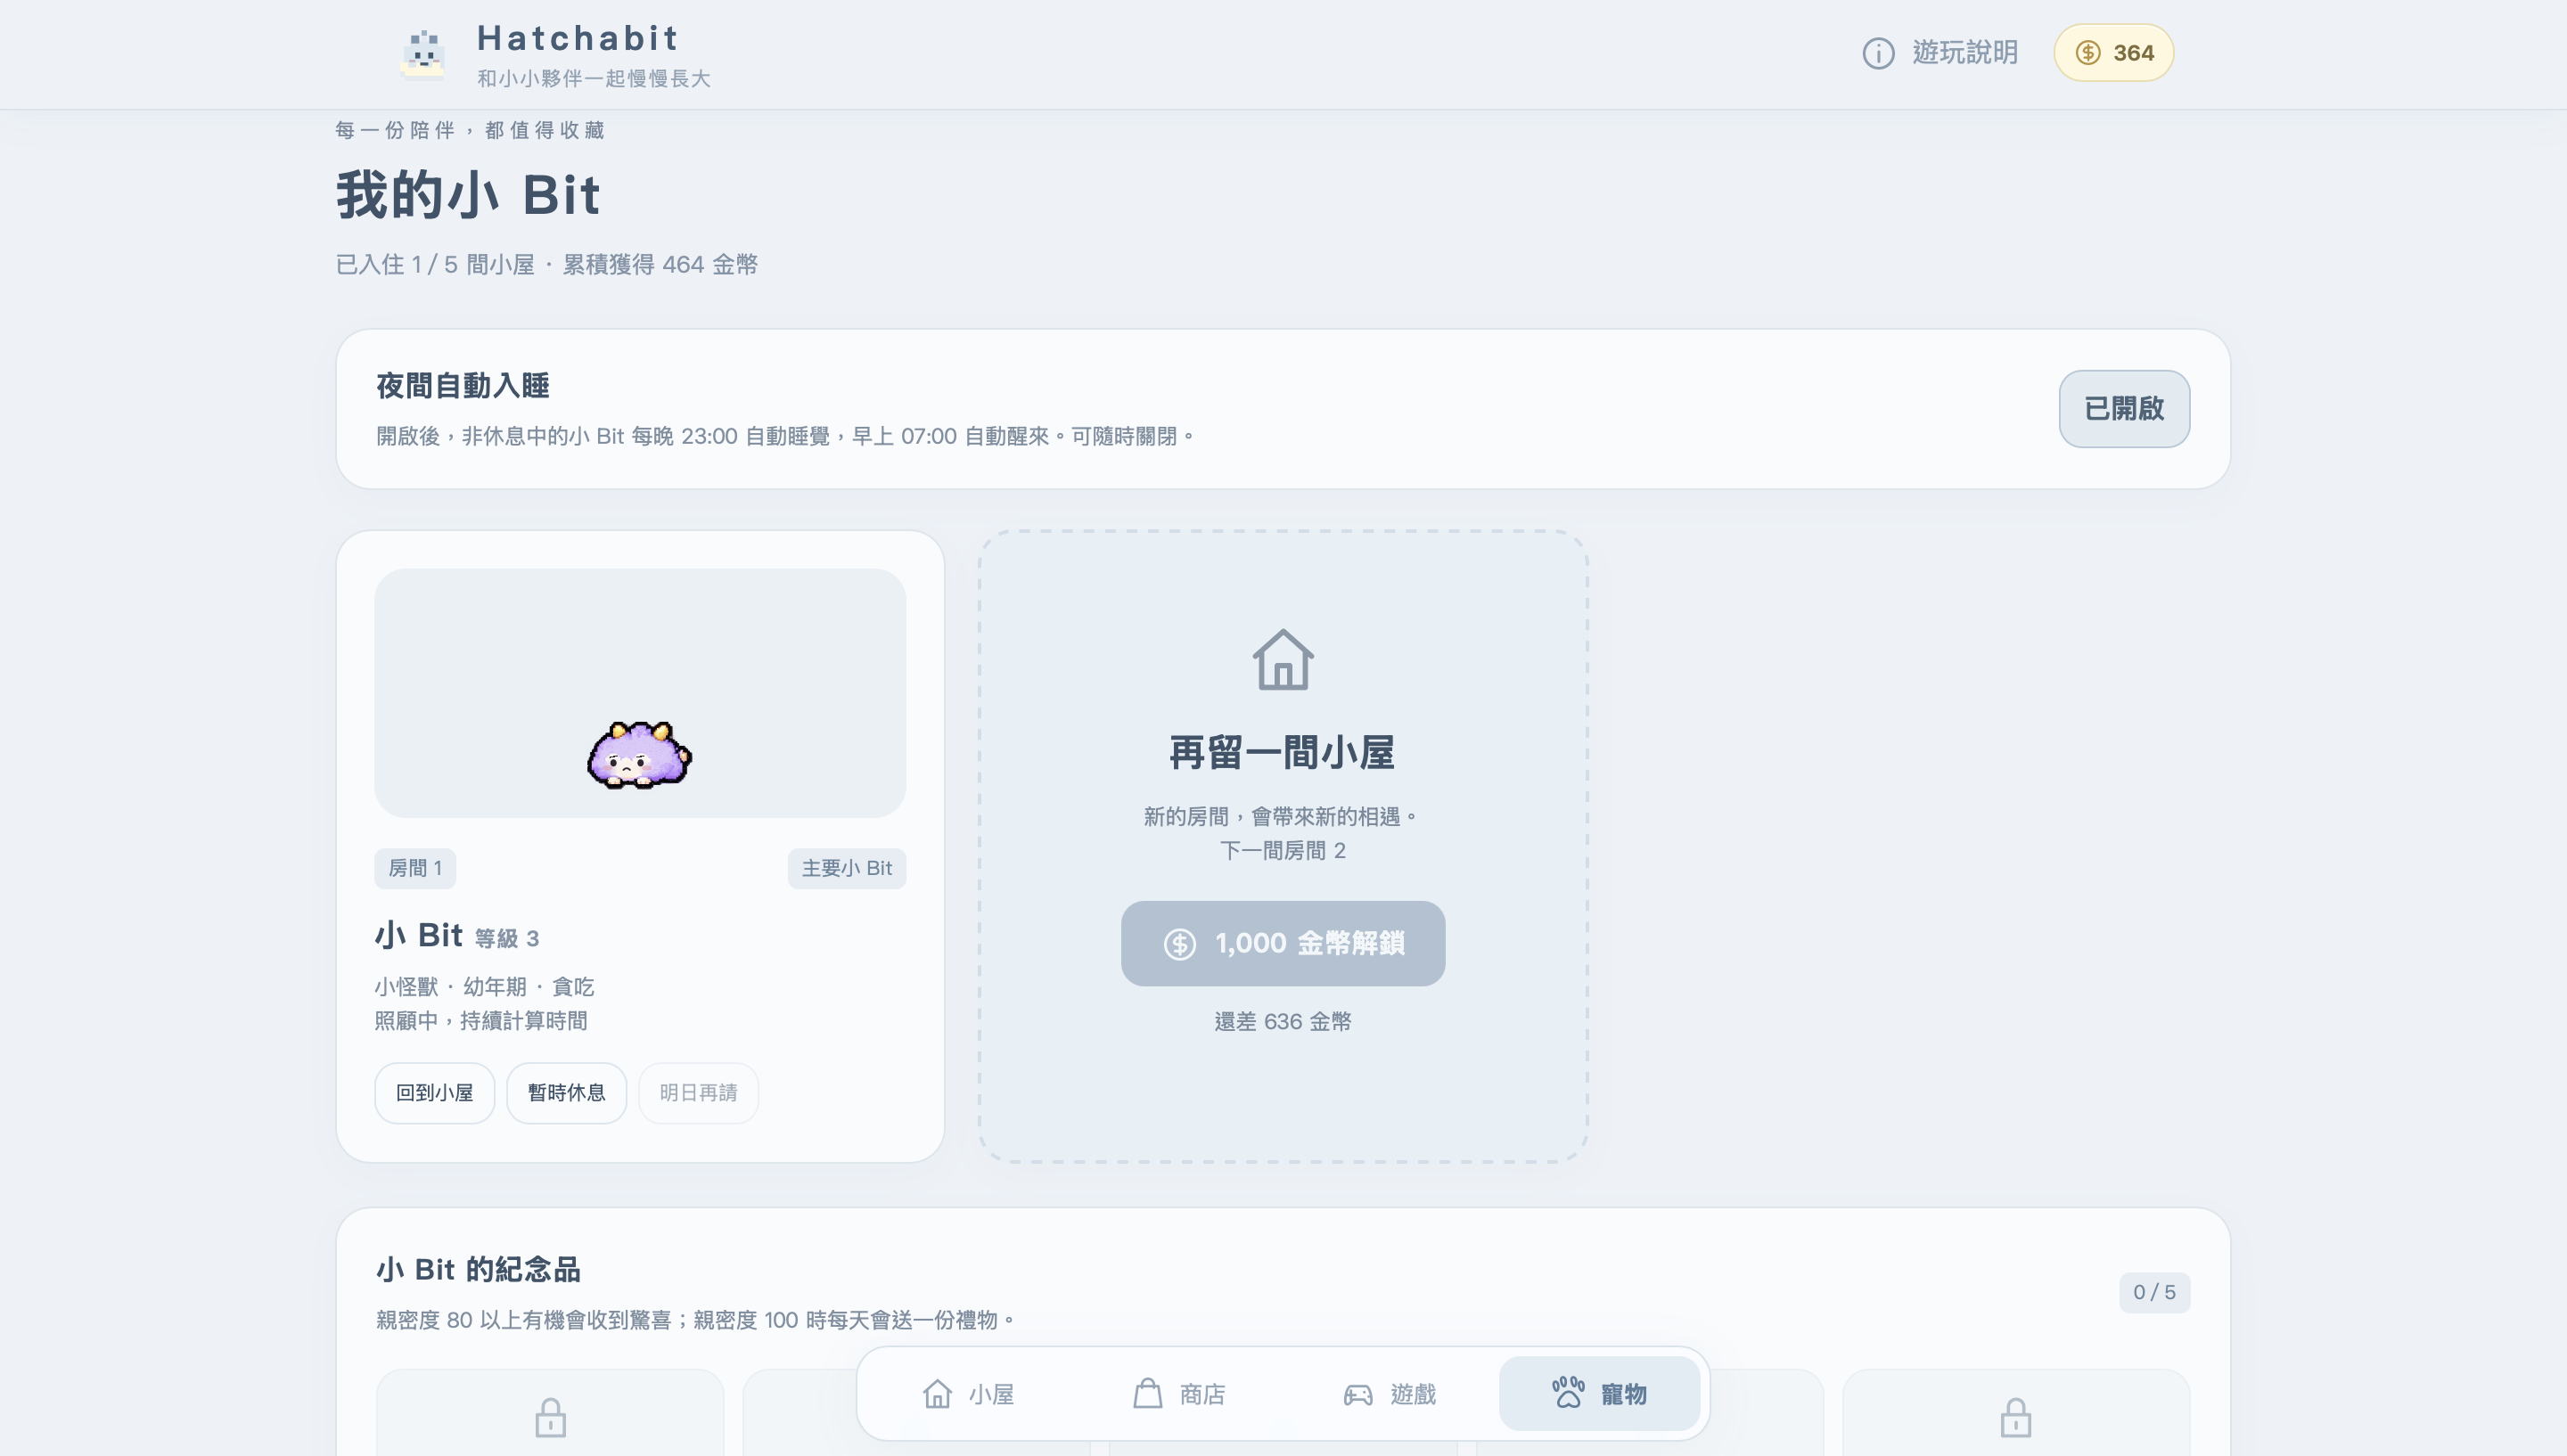 Hatchabit
和小小夥伴一起慢慢長大
遊玩說明
364
每一份陪伴，都值得收藏
我的小 Bit
已入住 1 / 5 間小屋 · 累積獲得 464 金幣
夜間自動入睡
開啟後，非休息中的小 Bit 每晚 23:00 自動睡覺，早上 07:00 自動醒來。可隨時關閉。
已開啟
房間 1
主要小 Bit
小 Bit 等級 3
小怪獸 · 幼年期 · 貪吃
照顧中，持續計算時間
回到小屋
暫時休息
明日再請
再留一間小屋
新的房間，會帶來新的相遇。
下一間房間 2
1,000 金幣解鎖
還差 636 金幣
小 Bit 的紀念品
親密度 80 以上有機會收到驚喜；親密度 100 時每天會送一份禮物。
0 / 5
小屋
商店
遊戲
寵物